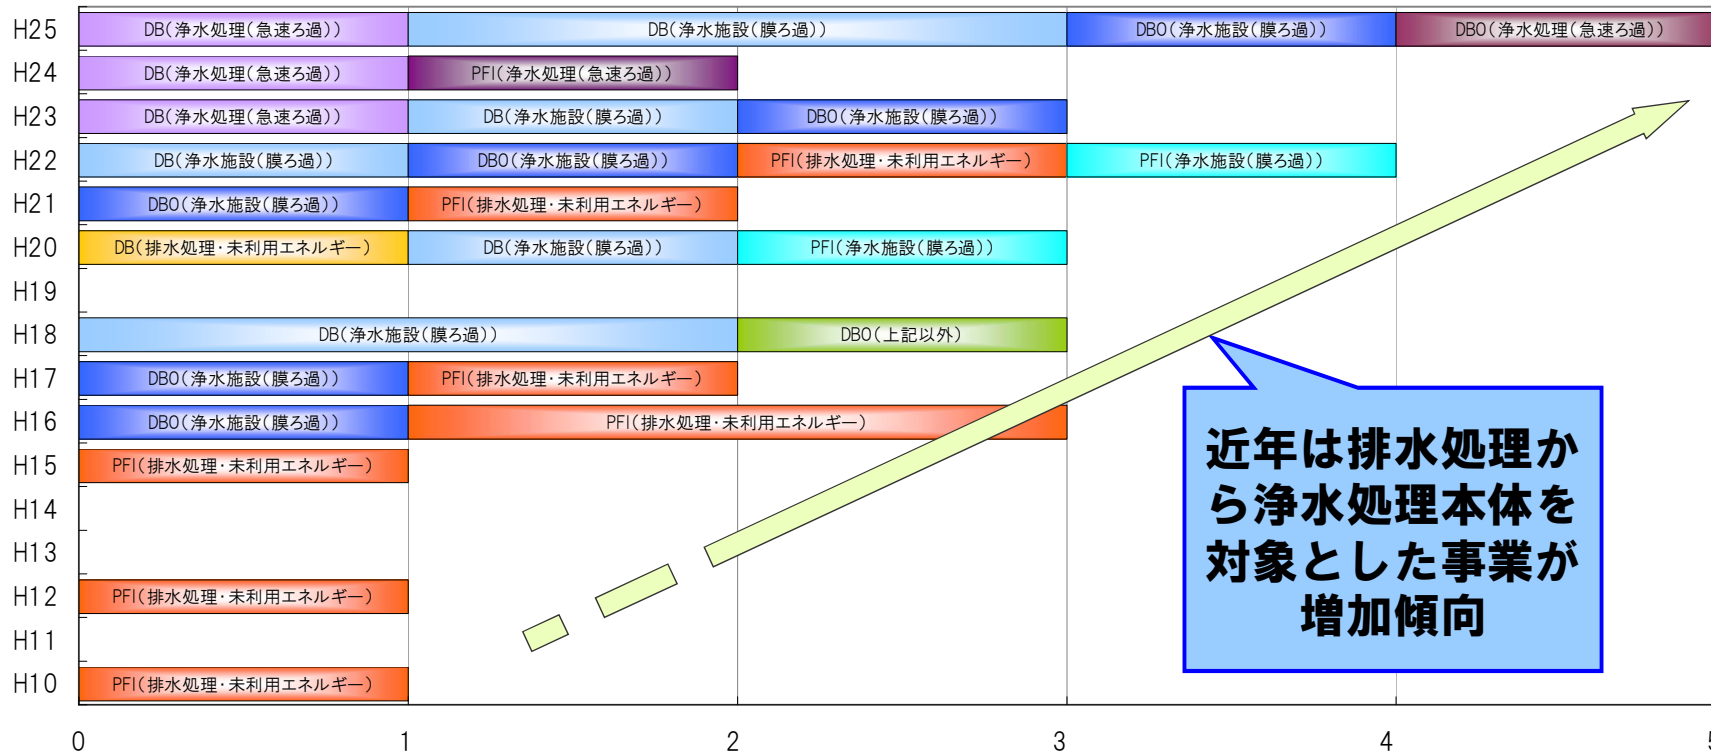 H25 DB(浄水処理(急速ろ過)) DB(浄水施設(膜ろ過)) DBO(浄水施設(膜ろ過)) DBO(浄水処理(急速ろ過))
H24 DB(浄水処理(急速ろ過)) PFI(浄水処理(急速ろ過))
H23 DB(浄水処理(急速ろ過)) DB(浄水施設(膜ろ過)) DBO(浄水施設(膜ろ過))
H22 DB(浄水施設(膜ろ過)) DBO(浄水施設(膜ろ過)) PFI(排水処理・未利用エネルギー) PFI(浄水施設(膜ろ過))
H21 DBO(浄水施設(膜ろ過)) PFI(排水処理・未利用エネルギー)
H20 DB(排水処理・未利用エネルギー) DB(浄水施設(膜ろ過)) PFI(浄水施設(膜ろ過))
H19
H18 DB(浄水施設(膜ろ過)) DBO(上記以外)
H17 DBO(浄水施設(膜ろ過)) PFI(排水処理・未利用エネルギー)
H16 DBO(浄水施設(膜ろ過)) PFI(排水処理・未利用エネルギー)
H15 PFI(排水処理・未利用エネルギー)
H14
H13
H12 PFI(排水処理・未利用エネルギー)
H11
H10 PFI(排水処理・未利用エネルギー)
0 1 2 3 4 5
近年は排水処理か
ら浄水処理本体を
対象とした事業が
増加傾向